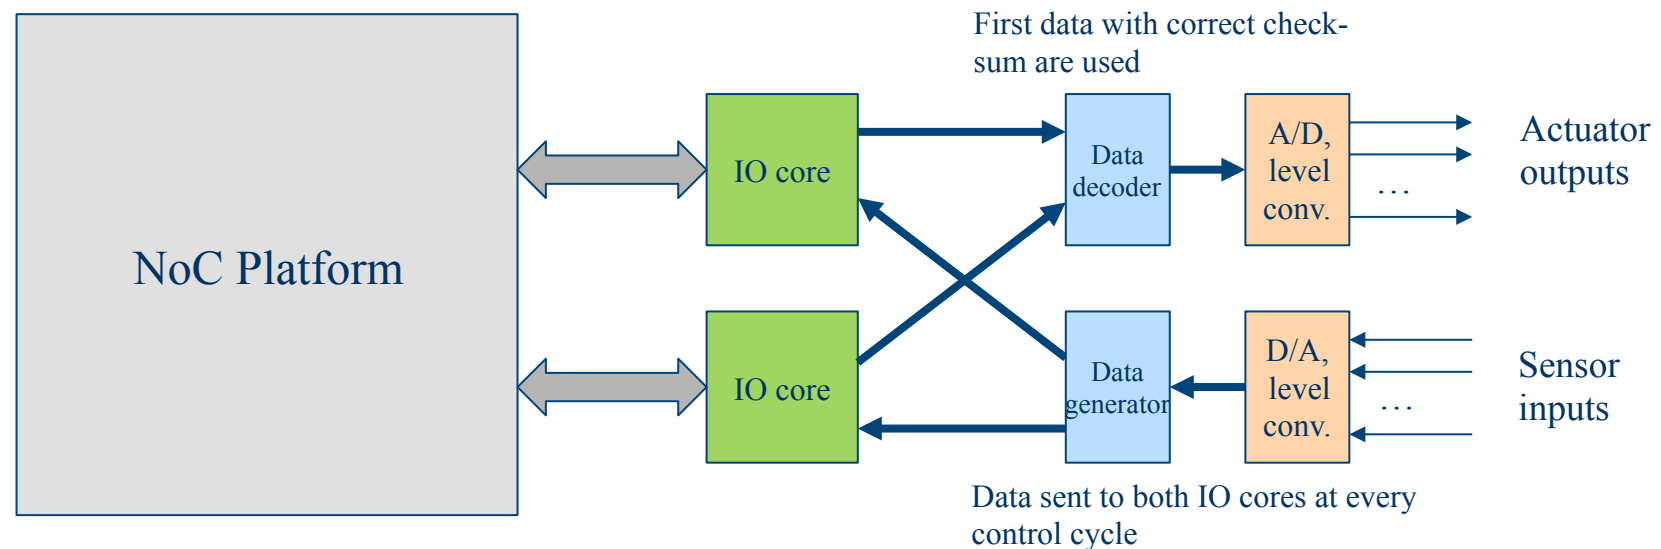 First data with correct check-
sum are used
NoC Platform
IO core
Data
decoder
A/D,
level
conv.
…
Actuator
outputs
IO core
Data
generator
D/A,
level
conv.
…
Sensor
inputs
Data sent to both IO cores at every
control cycle